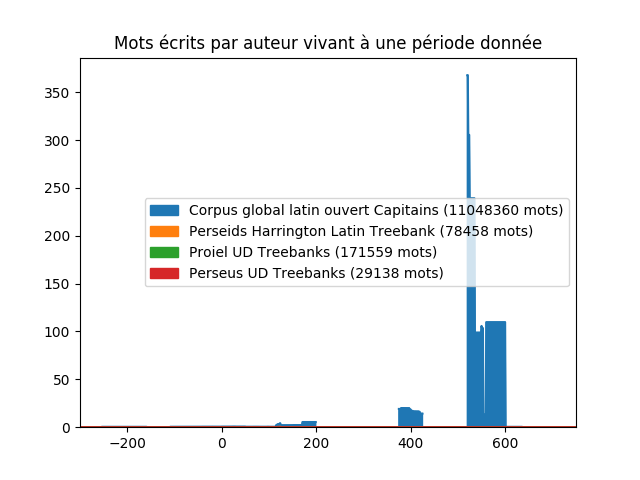 Mots écrits par auteur vivant à une période donnée
350
300
250
200
150
100
50
0
Corpus global latin ouvert Capitains (11048360 mots)
Perseids Harrington Latin Treebank (78458 mots)
Proiel UD Treebanks (171559 mots)
Perseus UD Treebanks (29138 mots)
−200 0 200 400 600